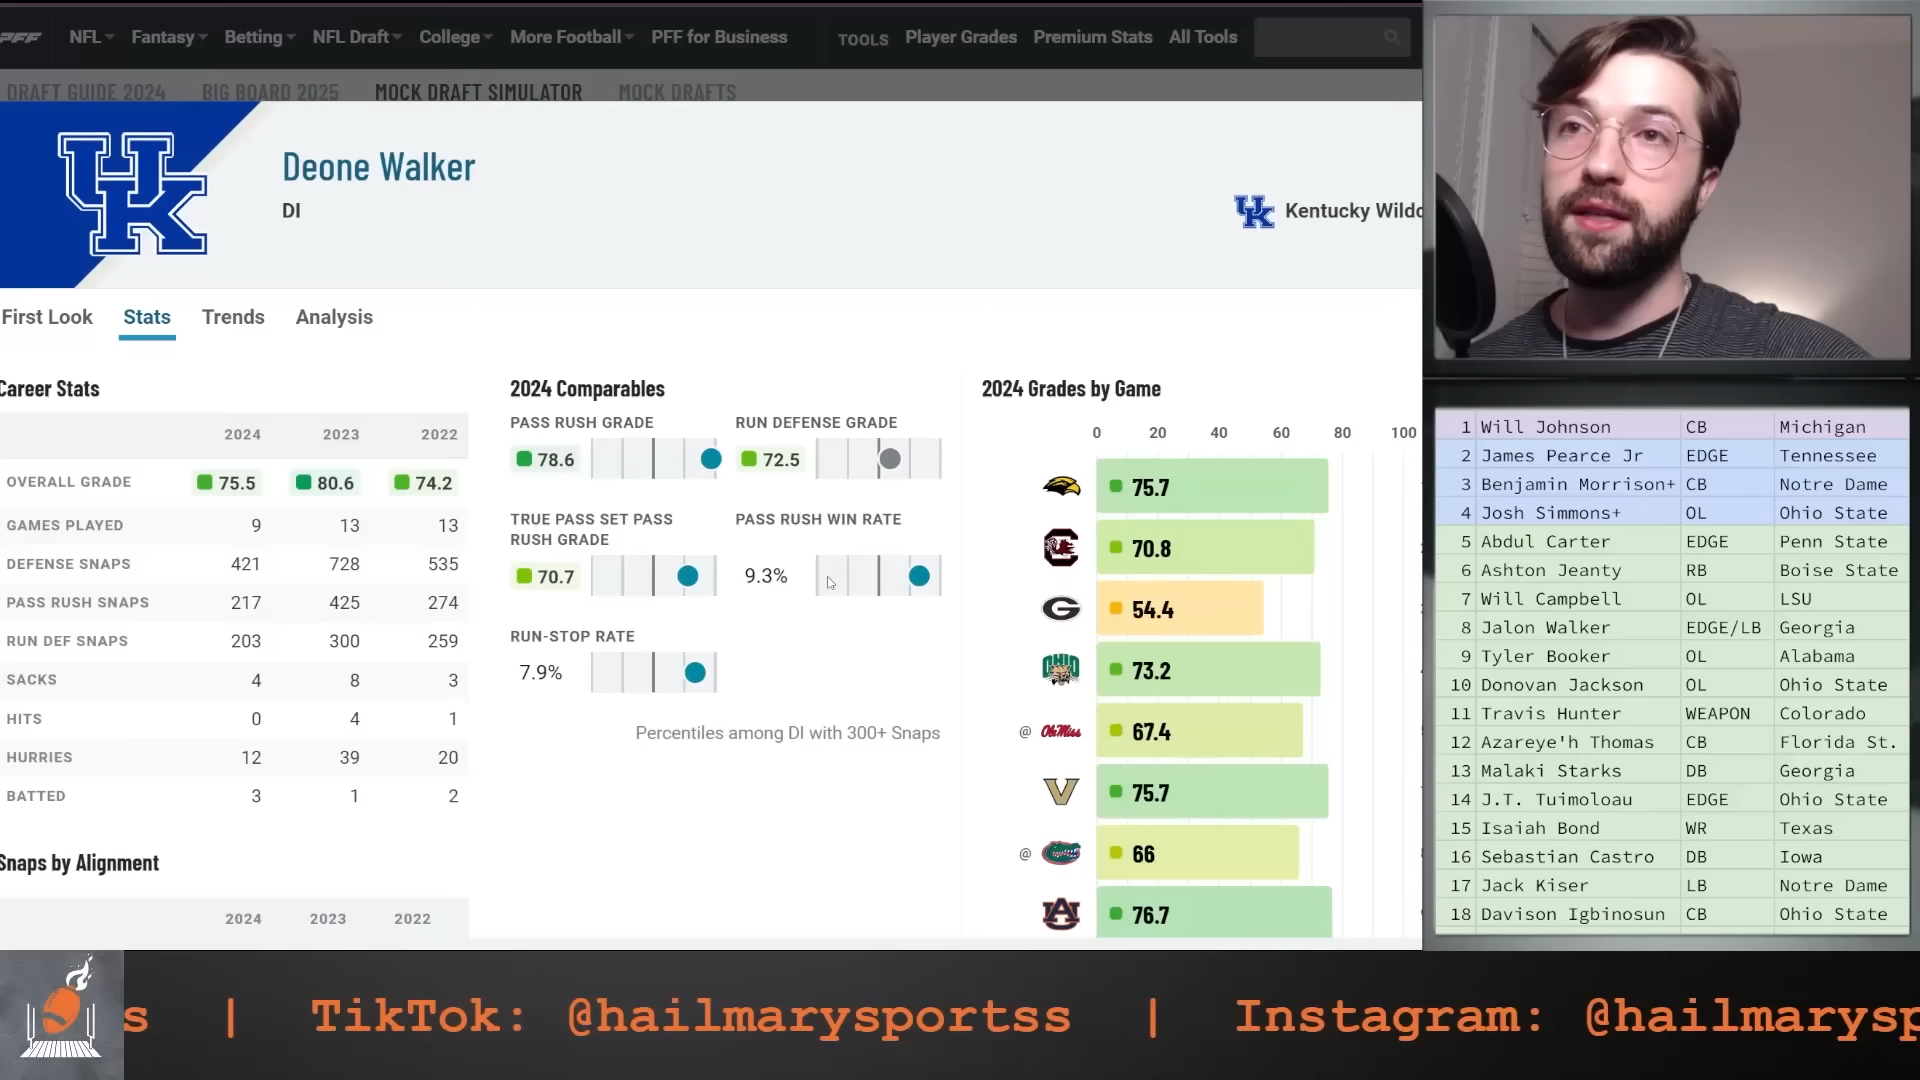 PFF NFL Fantasy Betting NFL Draft College More Football PFF for Business TOOLS Player Grades Premium Stats All Tools
DRAFT GUIDE 2024 BIG BOARD 2025 MOCK DRAFT SIMULATOR MOCK DRAFTS
UK
Deone Walker
DI
UK Kentucky Wildc
First Look Stats Trends Analysis
Career Stats
2024 2023 2022
OVERALL GRADE 75.5 80.6 74.2
GAMES PLAYED 9 13 13
DEFENSE SNAPS 421 728 535
PASS RUSH SNAPS 217 425 274
RUN DEF SNAPS 203 300 259
SACKS 4 8 3
HITS 0 4 1
HURRIES 12 39 20
BATTED 3 1 2
Snaps by Alignment
2024 2023 2022
2024 Comparables
PASS RUSH GRADE
78.6
RUN DEFENSE GRADE
72.5
TRUE PASS SET PASS
RUSH GRADE
70.7
PASS RUSH WIN RATE
9.3%
RUN-STOP RATE
7.9%
Percentiles among DI with 300+ Snaps
2024 Grades by Game
0 20 40 60 80 100
75.7
C 70.8
G 54.4
OHIO 73.2
@ Ole Miss 67.4
V 75.7
@ Gators 66
AU 76.7
1 Will Johnson CB Michigan
2 James Pearce Jr EDGE Tennessee
3 Benjamin Morrison+ CB Notre Dame
4 Josh Simmons+ OL Ohio State
5 Abdul Carter EDGE Penn State
6 Ashton Jeanty RB Boise State
7 Will Campbell OL LSU
8 Jalon Walker EDGE/LB Georgia
9 Tyler Booker OL Alabama
10 Donovan Jackson OL Ohio State
11 Travis Hunter WEAPON Colorado
12 Azareye'h Thomas CB Florida St.
13 Malaki Starks DB Georgia
14 J.T. Tuimoloau EDGE Ohio State
15 Isaiah Bond WR Texas
16 Sebastian Castro DB Iowa
17 Jack Kiser LB Notre Dame
18 Davison Igbinosun CB Ohio State
s | TikTok: @hailmarysportss | Instagram: @hailmarysp